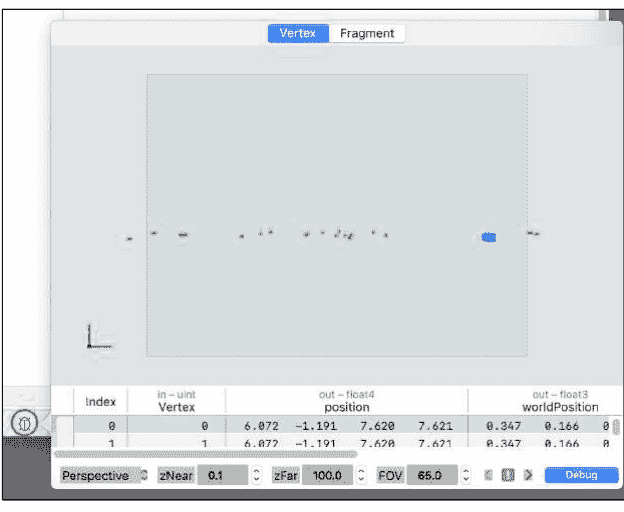 Vertex Fragment
in – uint out – float4 out – float3
Index Vertex position worldPosition
0 0 6.072 -1.191 7.620 7.621 0.347 0.166 0
1 1 6.072 -1.191 7.620 7.621 0.347 0.166 0
Perspective zNear 0.1 zFar 100.0 FOV 65.0 Debug